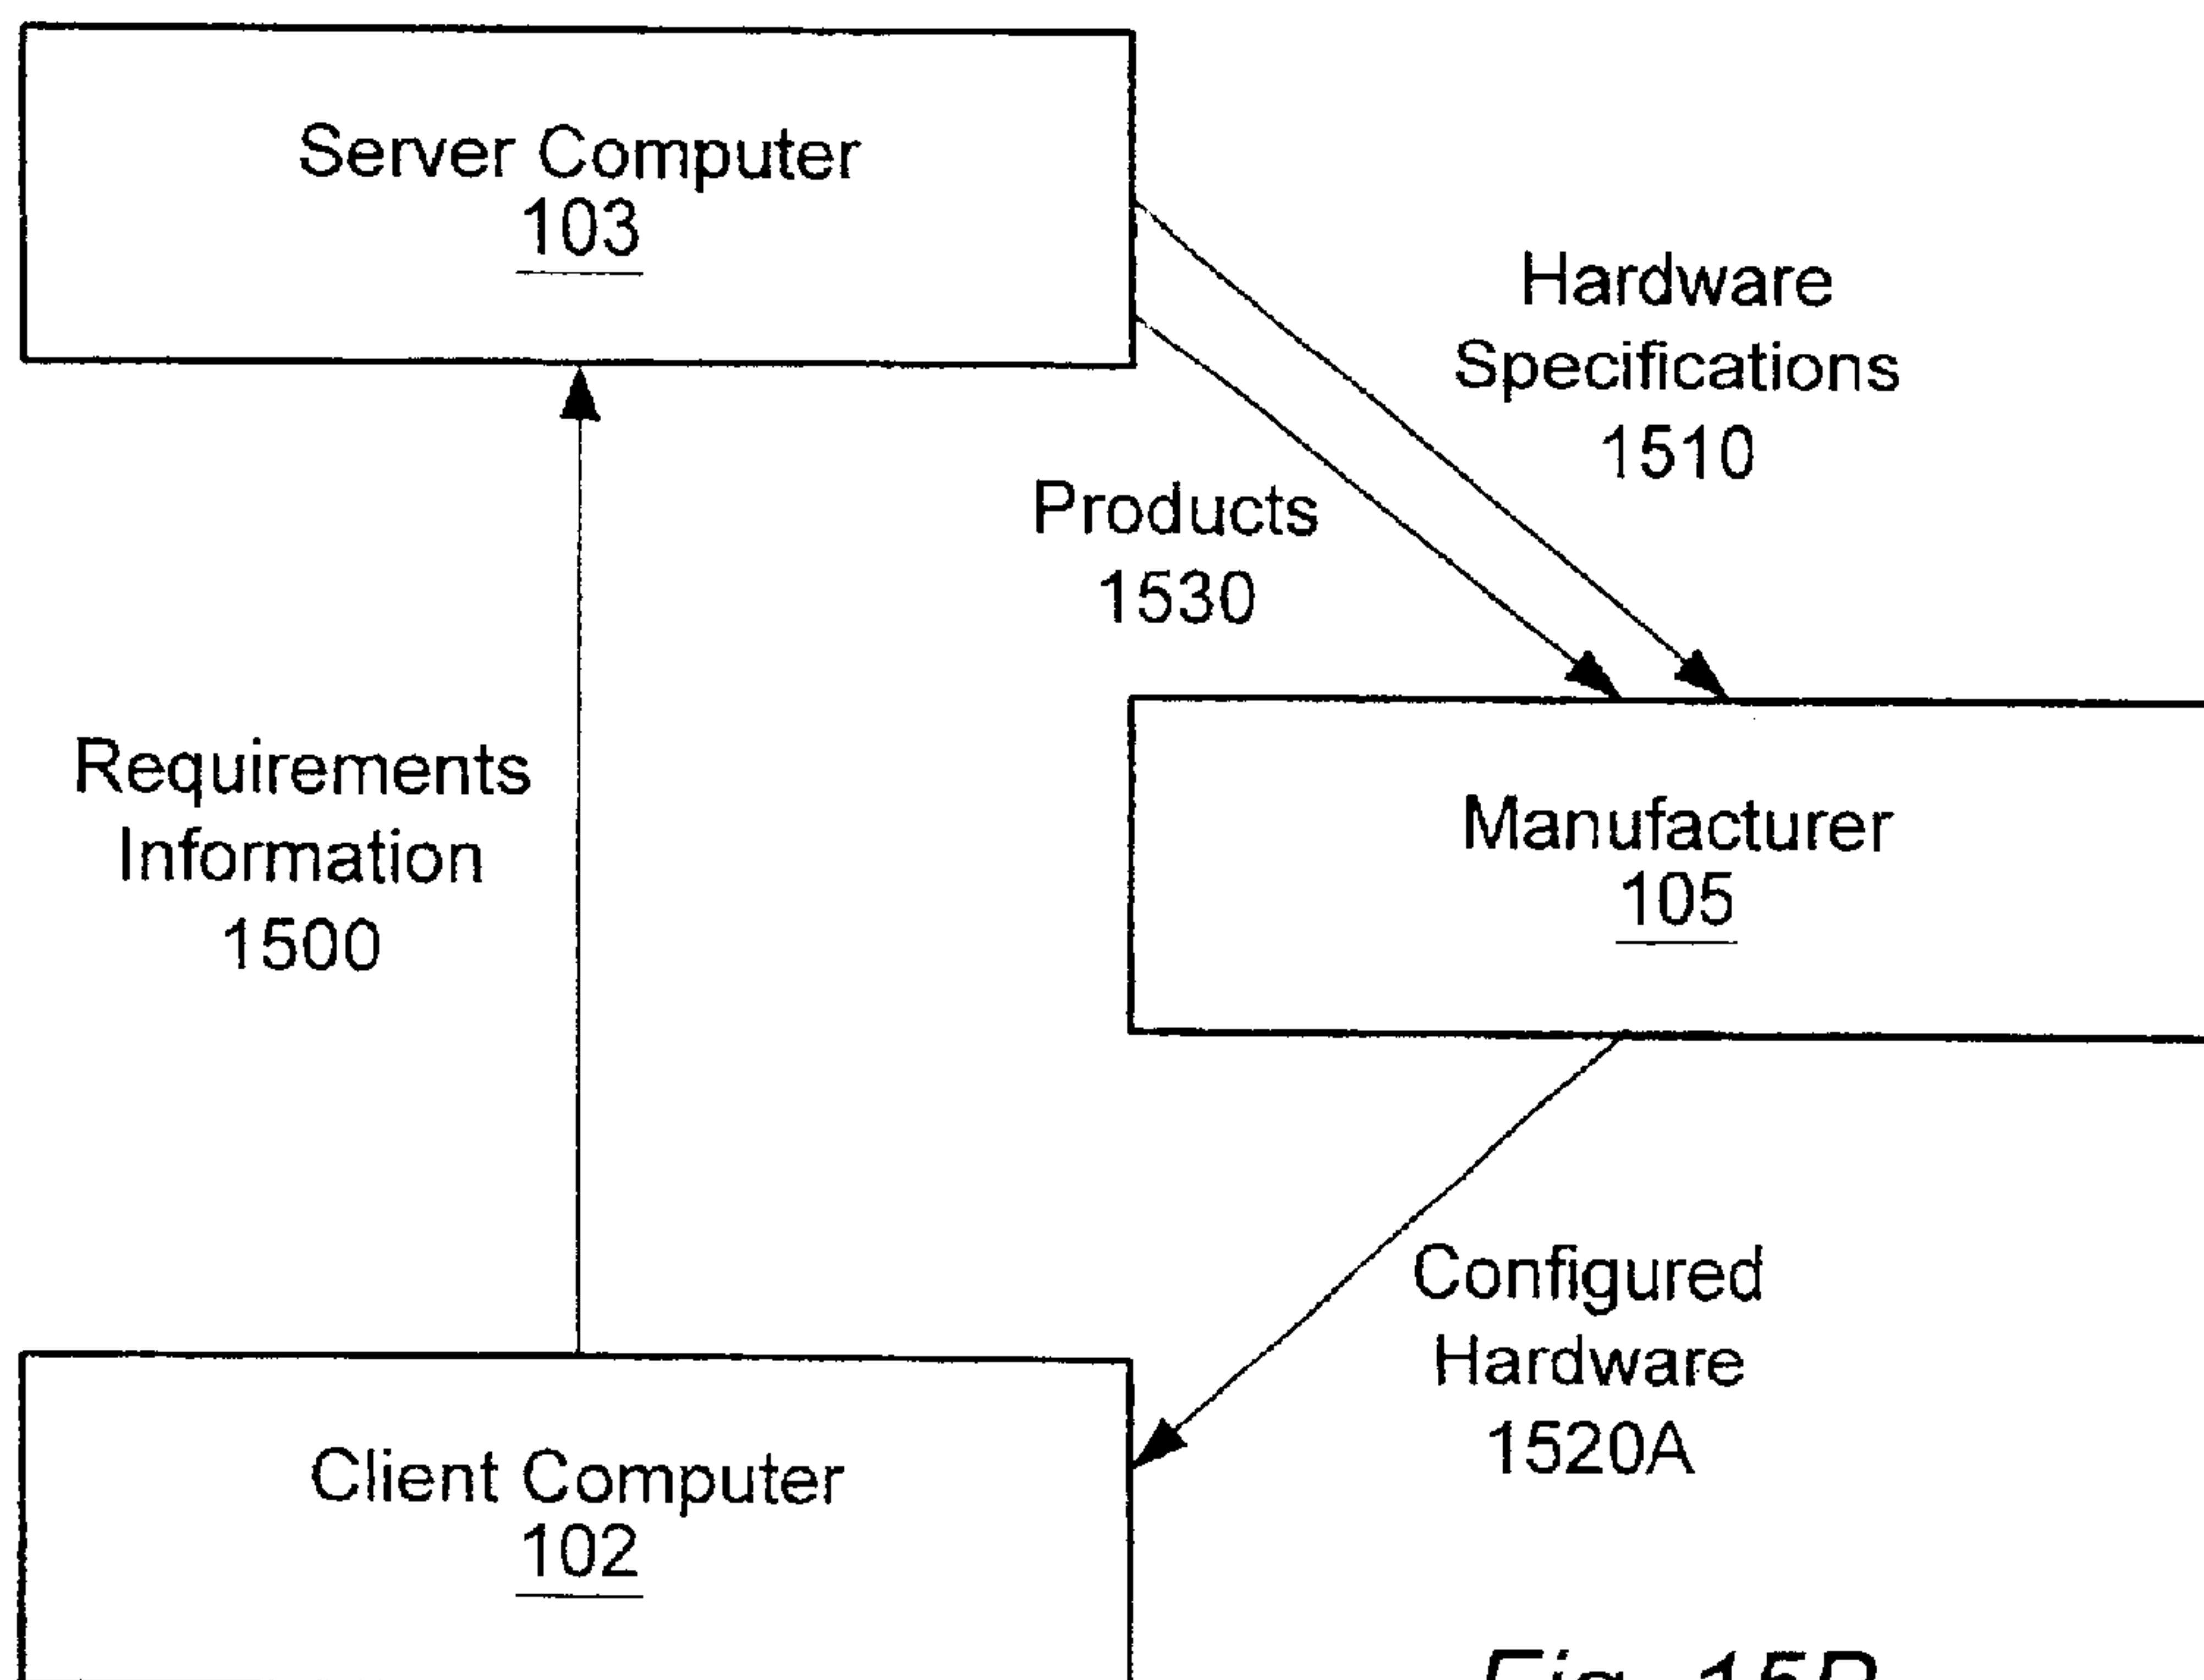 Server Computer
103
Hardware
Specifications
1510
Products
1530
Requirements
Information
1500
Manufacturer
105
Configured
Hardware
1520A
Client Computer
102